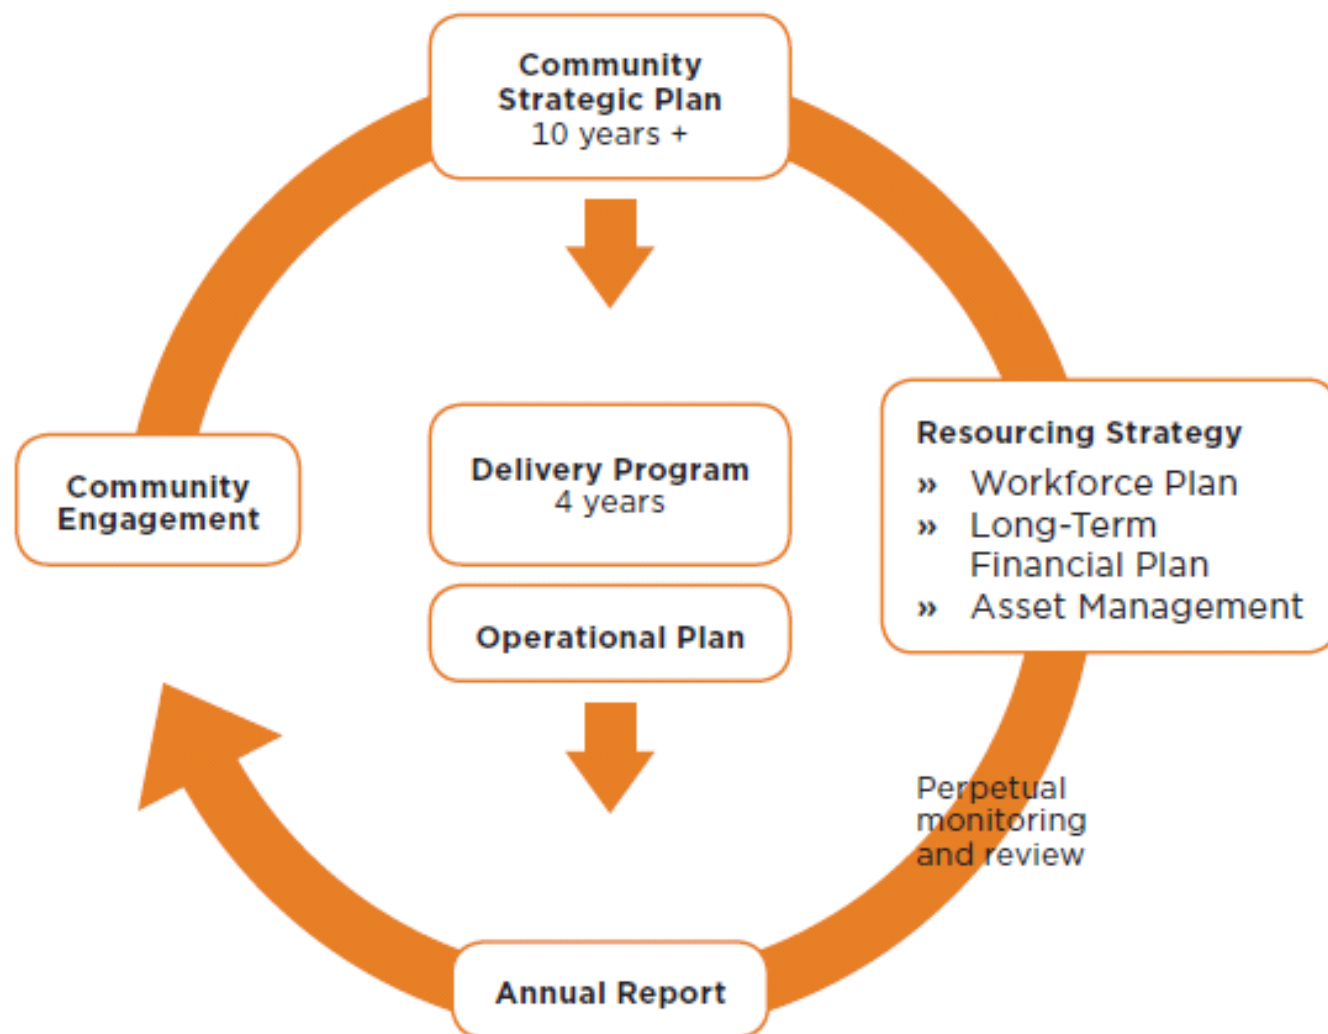 Community
Strategic Plan
10 years +
Community
Engagement
Delivery Program
4 years
Operational Plan
Resourcing Strategy
» Workforce Plan
» Long-Term
Financial Plan
» Asset Management
Perpetual
monitoring
and review
Annual Report